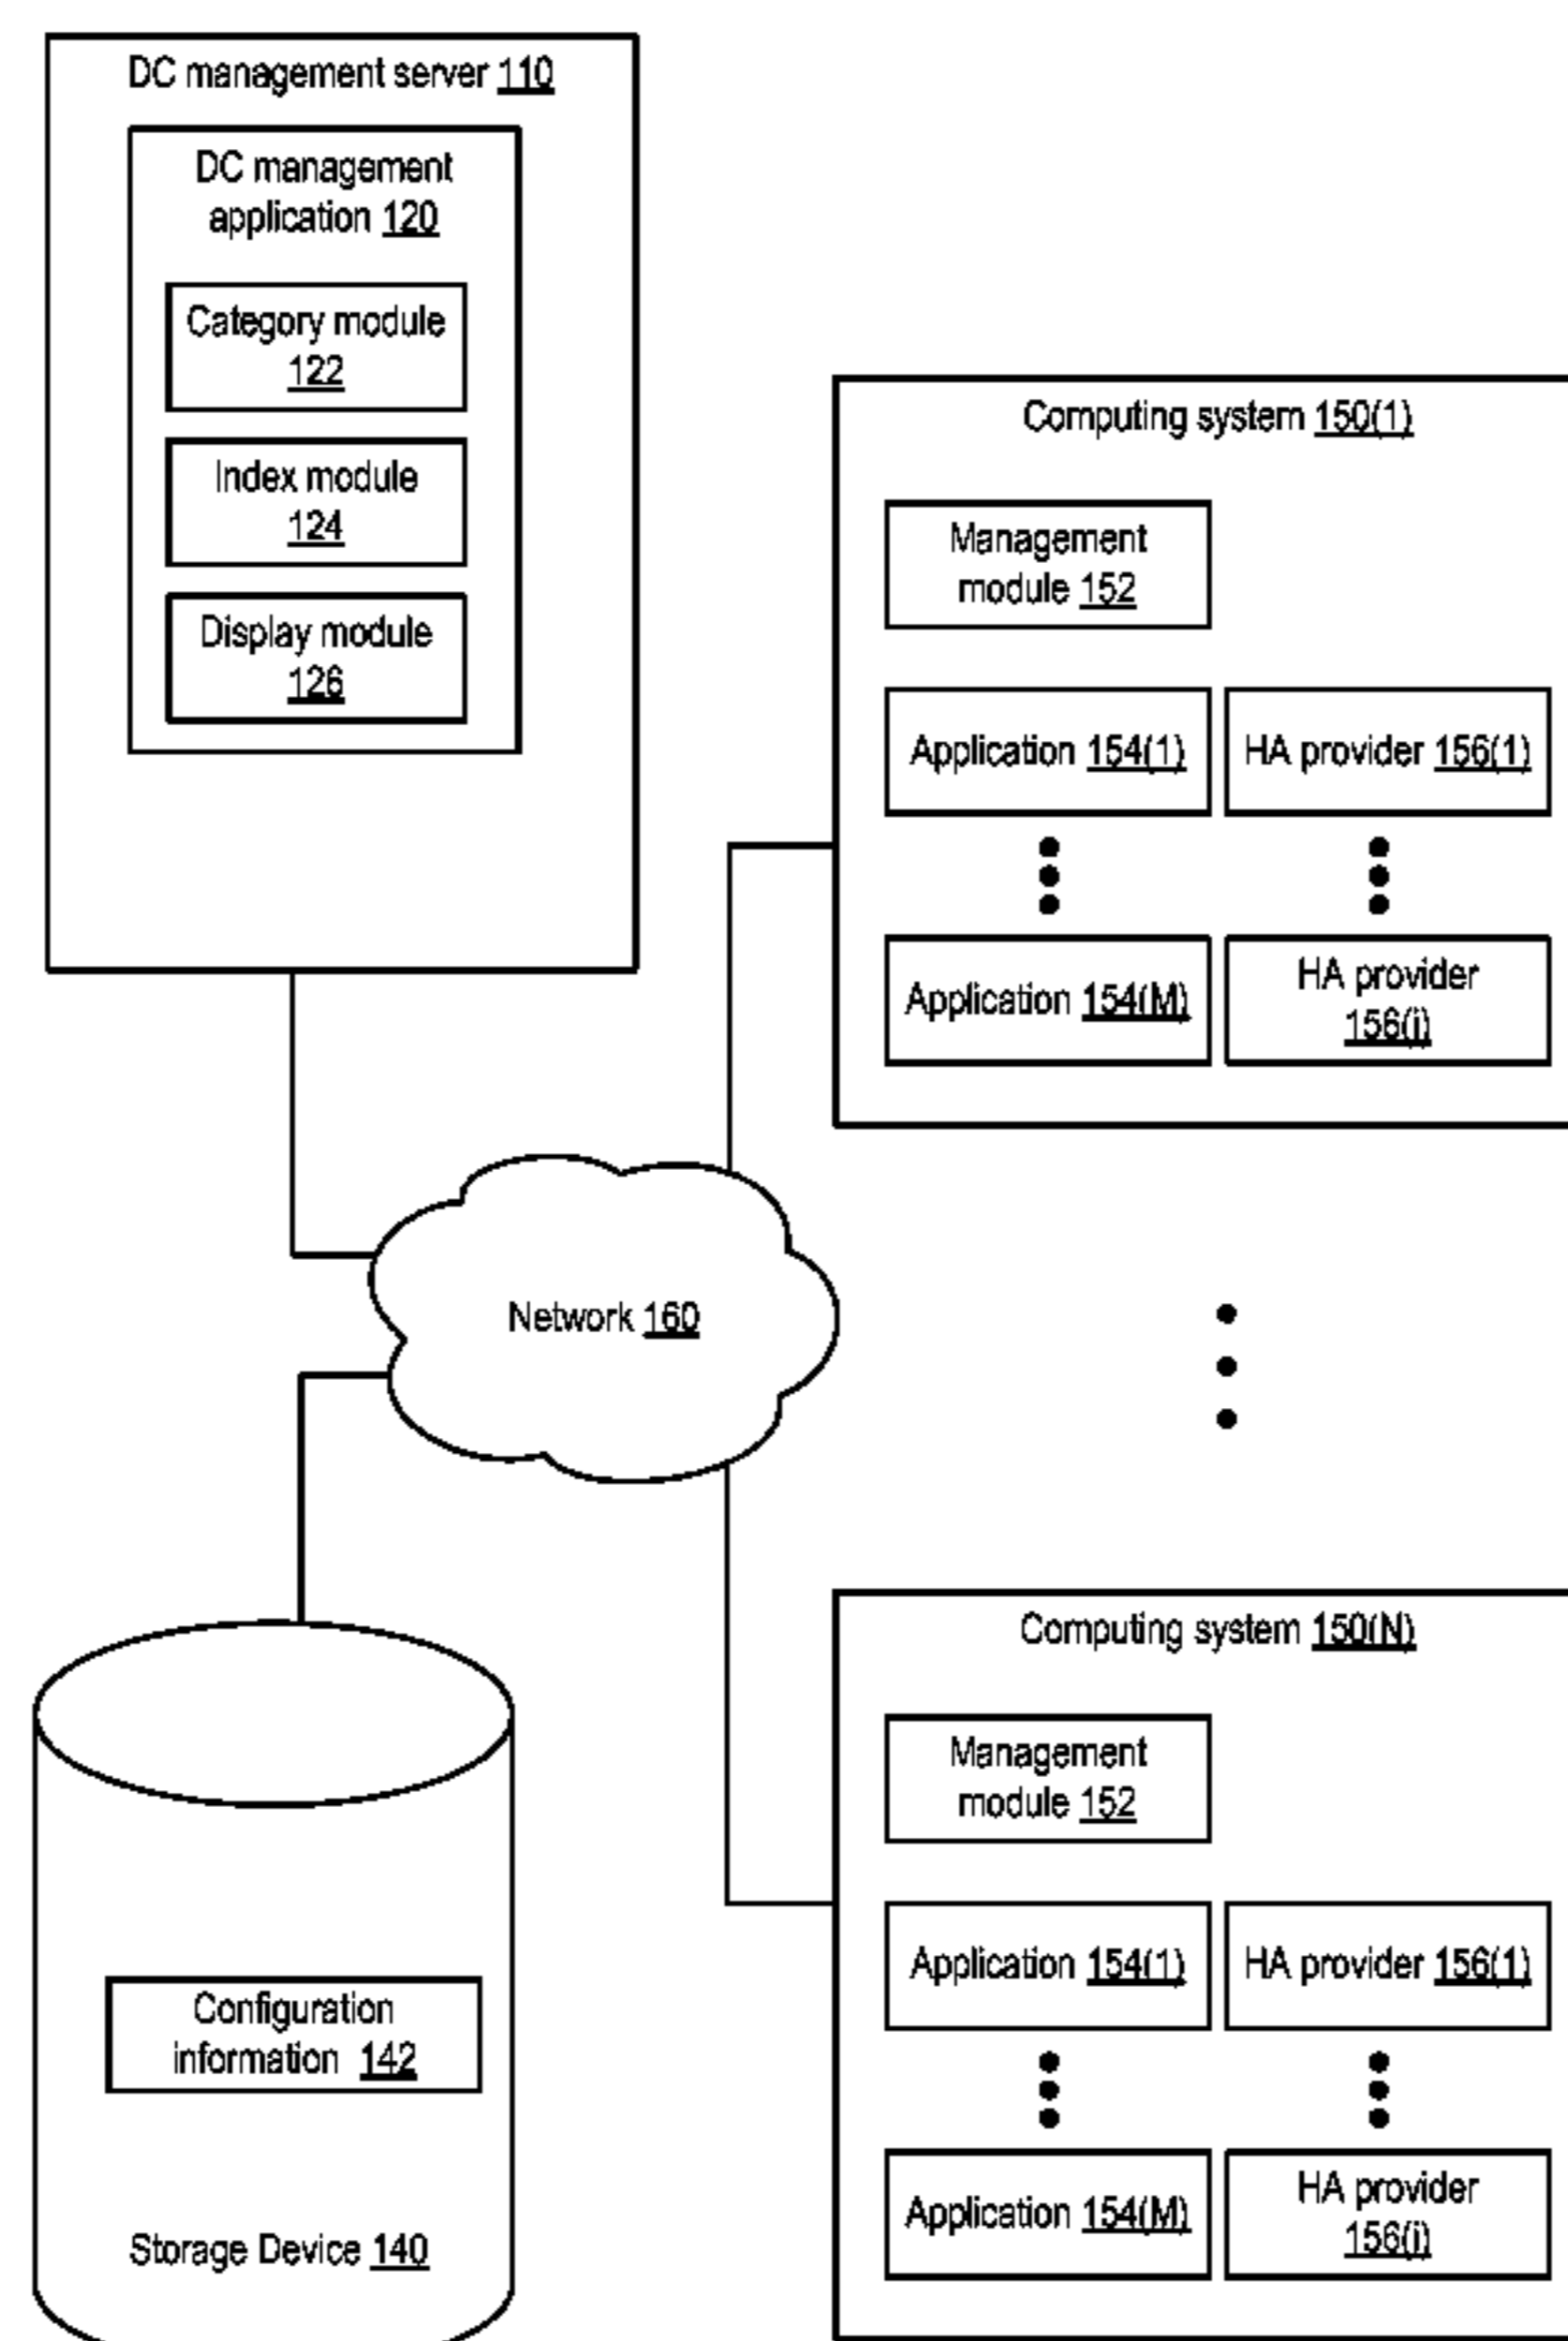 DC management server 110
DC management
application 120
Category module
122
Index module
124
Display module
126
Computing system 150(1)
Management
module 152
Application 154(1)
HA provider 156(1)
Application 154(M)
HA provider
156(j)
Network 160
Computing system 150(N)
Management
module 152
Application 154(1)
HA provider 156(1)
Application 154(M)
HA provider
156(j)
Configuration
information 142
Storage Device 140